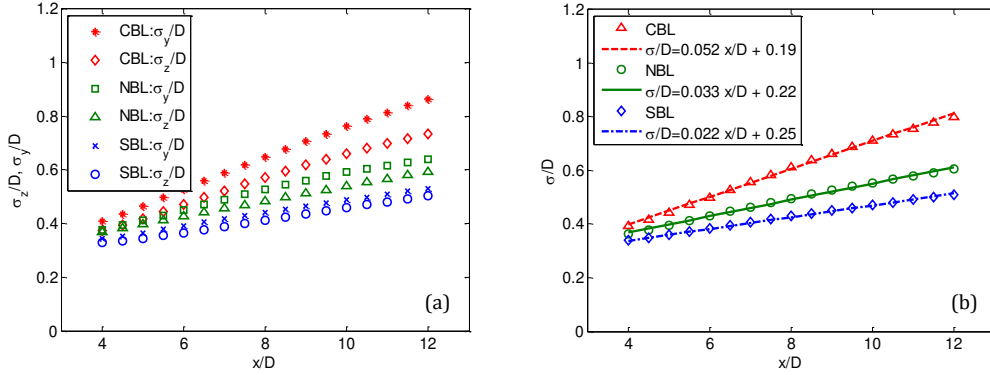 1.2
1
0.8
0.6
0.4
0.2
0
4
6
8
10
12
x/D
σz/D, σy/D
CBL:σy/D
CBL:σz/D
NBL:σy/D
NBL:σz/D
SBL:σy/D
SBL:σz/D
(a)
1.2
1
0.8
0.6
0.4
0.2
0
4
6
8
10
12
x/D
σ/D
CBL
σ/D=0.052 x/D + 0.19
NBL
σ/D=0.033 x/D + 0.22
SBL
σ/D=0.022 x/D + 0.25
(b)